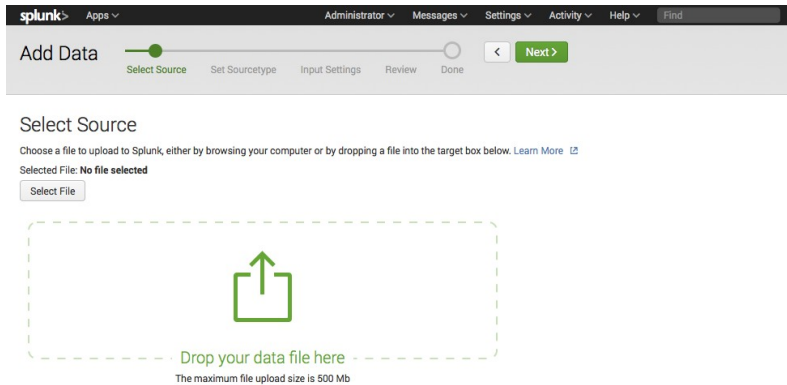 splunk> Apps Administrator Messages Settings Activity Help Find
Add Data
Select Source Set Sourcetype Input Settings Review Done
< Next >
Select Source
Choose a file to upload to Splunk, either by browsing your computer or by dropping a file into the target box below. Learn More
Selected File: No file selected
Select File
Drop your data file here
The maximum file upload size is 500 Mb